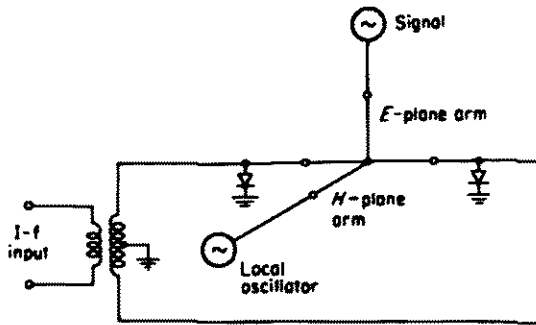 Signal
E-plane arm
H-plane
arm
I-f
input
Local
oscillator